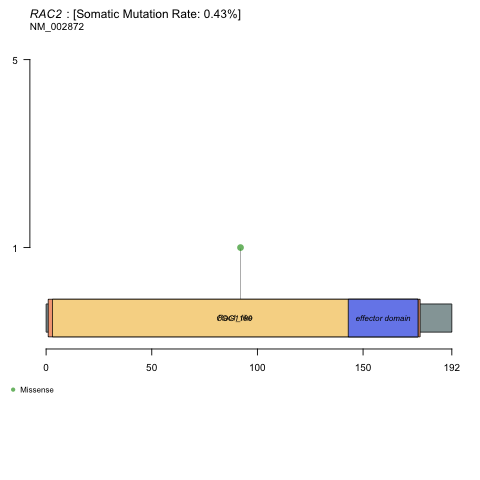 RAC2 : [Somatic Mutation Rate: 0.43%]
NM_002872
5
1
effector domain
0 50 100 150 192
Missense